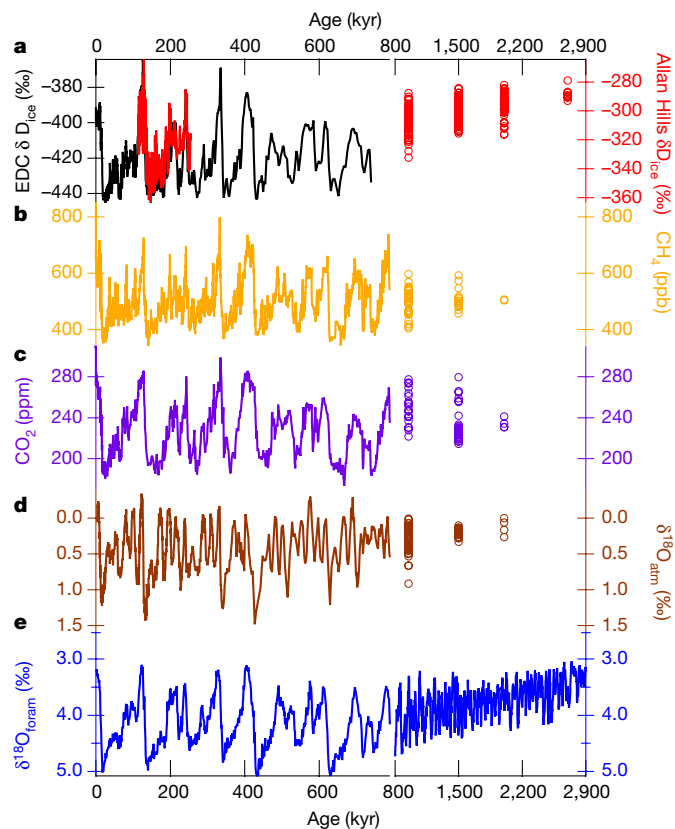 Age (kyr)
0 200 400 600 800 1,500 2,200 2,900
a
EDC δ D_ice (‰)
−380
−400
−420
−440
−280
−300
−320
−340
−360
Allan Hills δD_ice (‰)
b
800
600
400
800
600
400
CH₄ (ppb)
c
CO₂ (ppm)
280
240
200
280
240
200
d
0.0
0.5
1.0
1.5
0.0
0.5
1.0
1.5
δ¹⁸O_atm (‰)
e
δ¹⁸O_foram (‰)
3.0
4.0
5.0
3.0
4.0
5.0
0 200 400 600 800 1,500 2,200 2,900
Age (kyr)